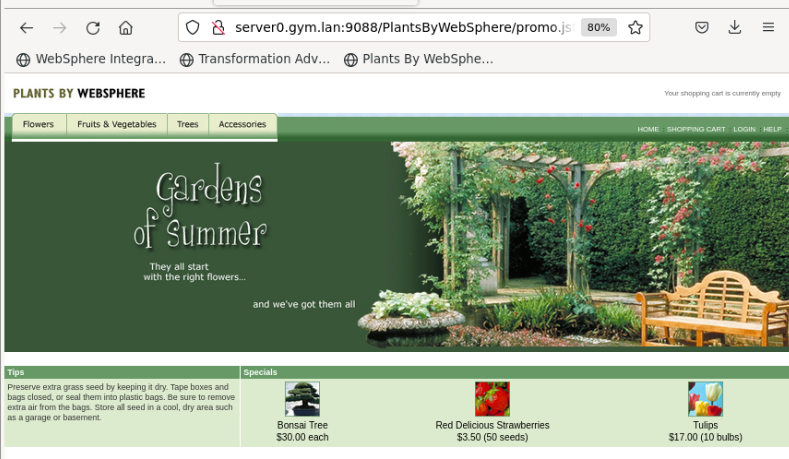 server0.gym.lan:9088/PlantsByWebSphere/promo.js
80%
WebSphere Integra...
Transformation Adv...
Plants By WebSphe...
PLANTS BY WEBSPHERE
Your shopping cart is currently empty
Flowers
Fruits & Vegetables
Trees
Accessories
HOME : SHOPPING CART : LOGIN : HELP
Gardens
of Summer
They all start
with the right flowers...
and we've got them all
Tips
Preserve extra grass seed by keeping it dry. Tape boxes and
bags closed, or seal them into plastic bags. Be sure to remove
extra air from the bags. Store all seed in a cool, dry area such
as a garage or basement.
Specials
Bonsai Tree
$30.00 each
Red Delicious Strawberries
$3.50 (50 seeds)
Tulips
$17.00 (10 bulbs)